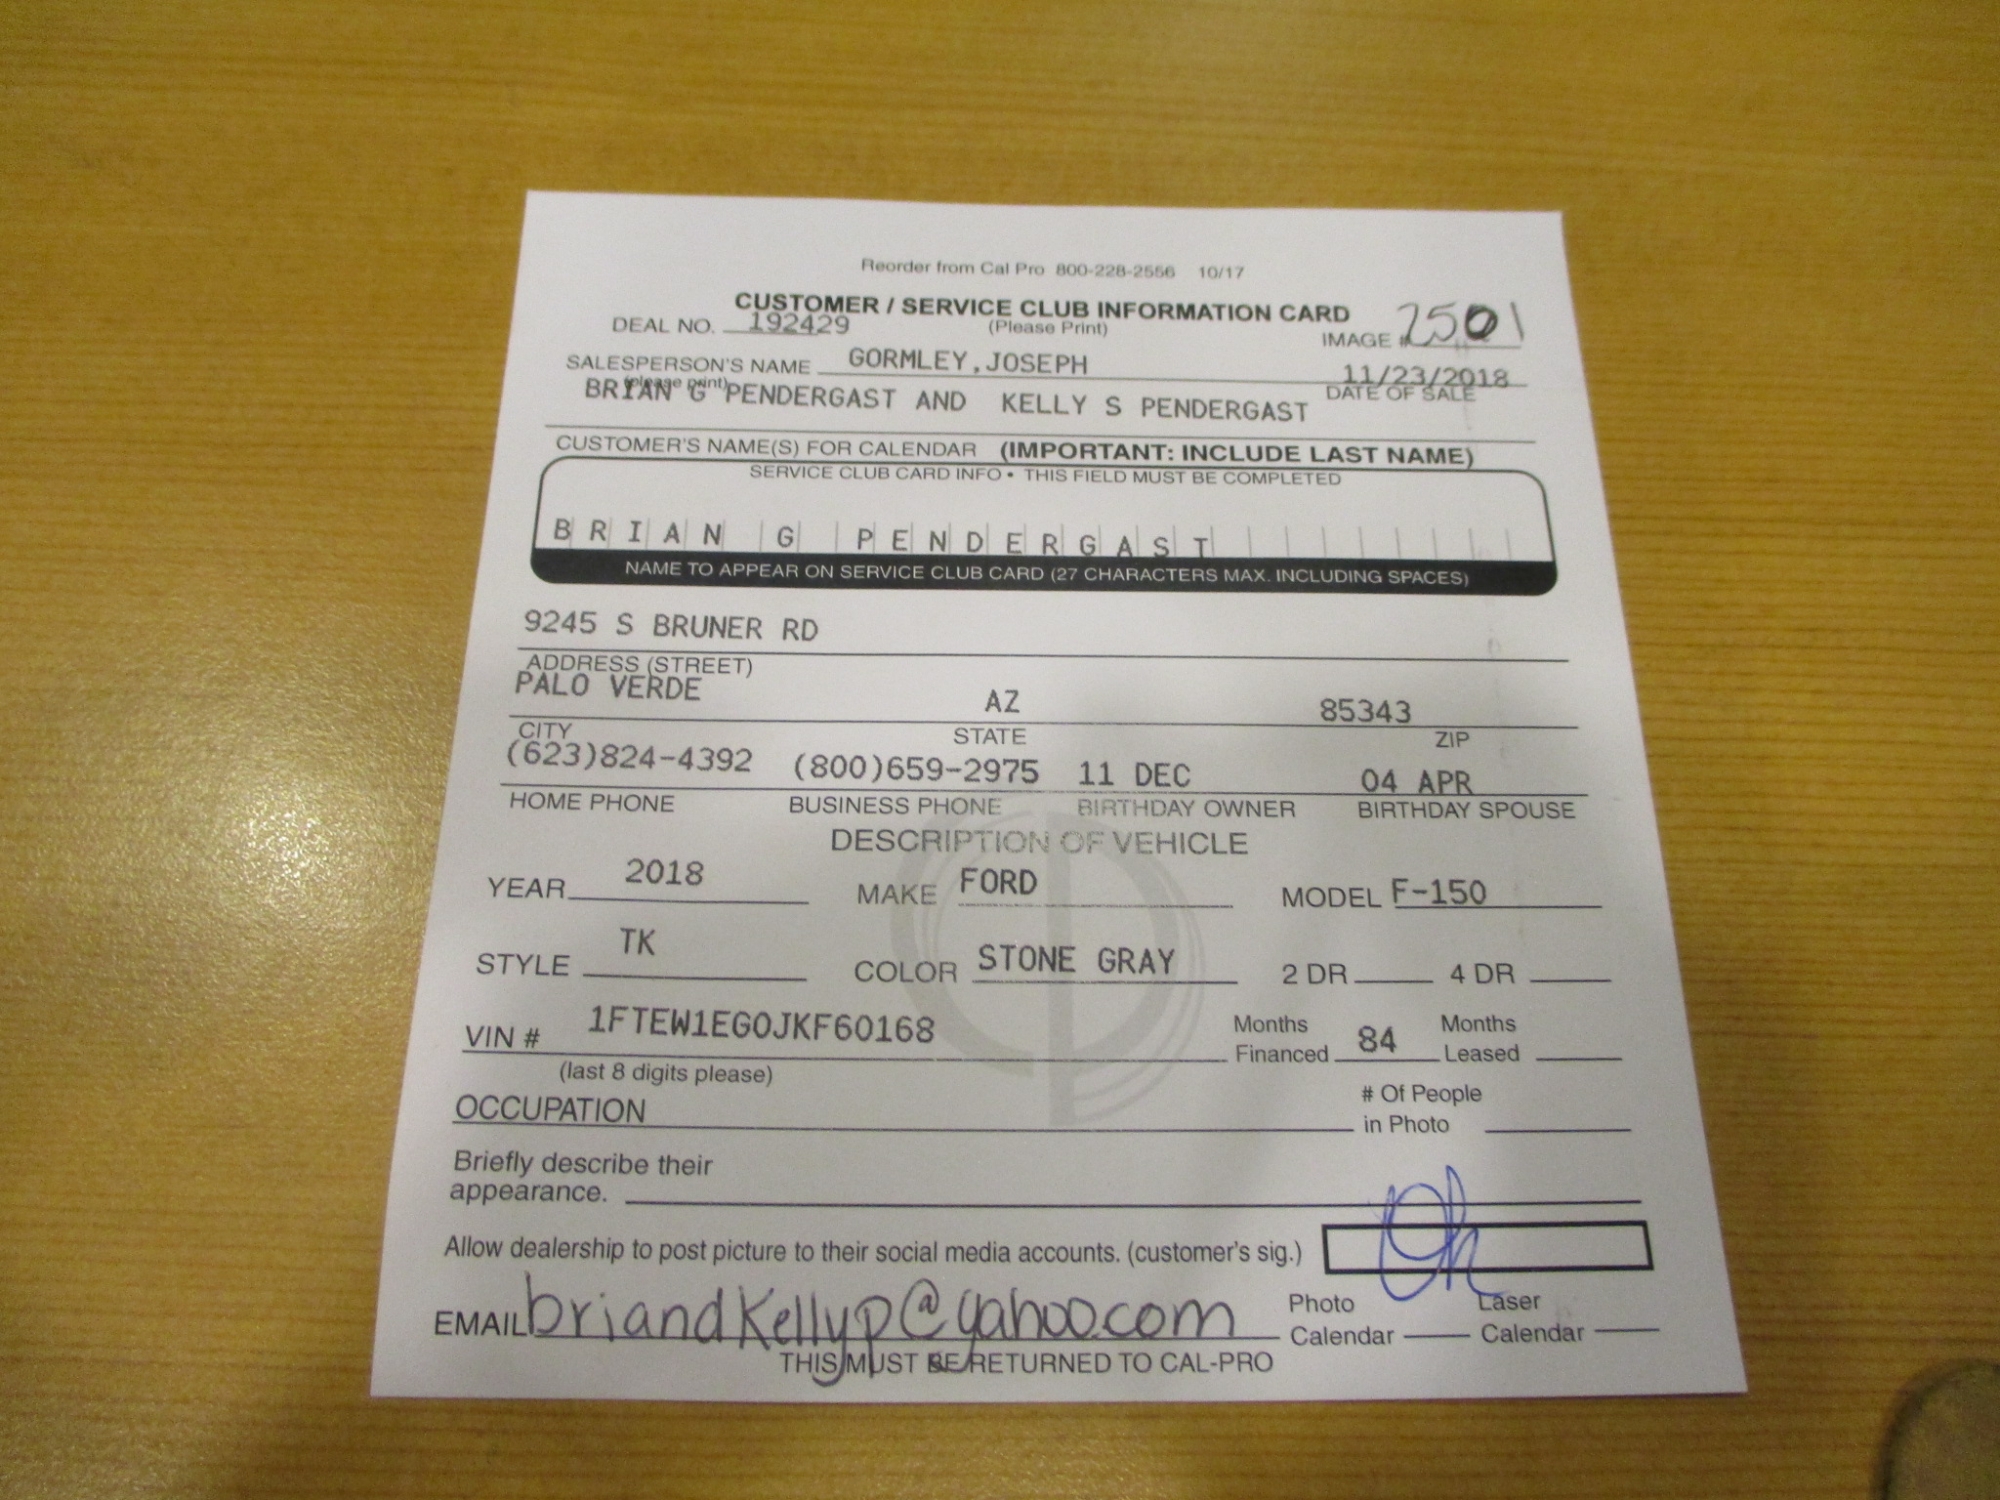 Reorder from Cal Pro 800-228-2556 10/17
CUSTOMER / SERVICE CLUB INFORMATION CARD
DEAL NO. 192429 (Please Print) IMAGE # 2501
SALESPERSON'S NAME GORMLEY,JOSEPH 11/23/2018
(please print) DATE OF SALE
BRIAN G PENDERGAST AND KELLY S PENDERGAST
CUSTOMER'S NAME(S) FOR CALENDAR (IMPORTANT: INCLUDE LAST NAME)
SERVICE CLUB CARD INFO • THIS FIELD MUST BE COMPLETED
BRIAN G PENDERGAST
NAME TO APPEAR ON SERVICE CLUB CARD (27 CHARACTERS MAX. INCLUDING SPACES)
9245 S BRUNER RD
ADDRESS (STREET)
PALO VERDE AZ 85343
CITY STATE ZIP
(623)824-4392 (800)659-2975 11 DEC 04 APR
HOME PHONE BUSINESS PHONE BIRTHDAY OWNER BIRTHDAY SPOUSE
DESCRIPTION OF VEHICLE
YEAR 2018 MAKE FORD MODEL F-150
STYLE TK COLOR STONE GRAY 2 DR 4 DR
VIN # 1FTEW1EG0JKF60168 Months Financed 84 Months Leased
(last 8 digits please)
OCCUPATION # Of People in Photo
Briefly describe their
appearance.
Allow dealership to post picture to their social media accounts. (customer's sig.)
EMAIL briandkellyp@yahoo.com Photo Calendar Laser Calendar
THIS MUST BE RETURNED TO CAL-PRO